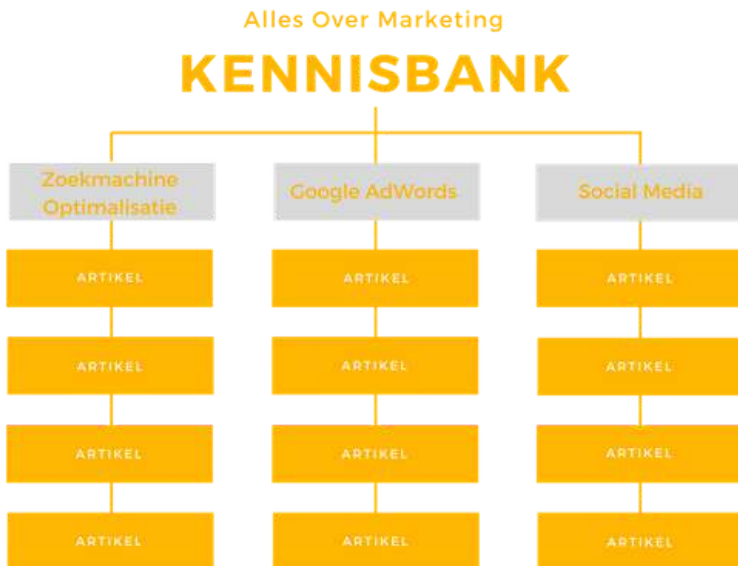 Alles Over Marketing
KENNISBANK
Zoekmachine
Optimalisatie
Google AdWords
Social Media
ARTIKEL
ARTIKEL
ARTIKEL
ARTIKEL
ARTIKEL
ARTIKEL
ARTIKEL
ARTIKEL
ARTIKEL
ARTIKEL
ARTIKEL
ARTIKEL